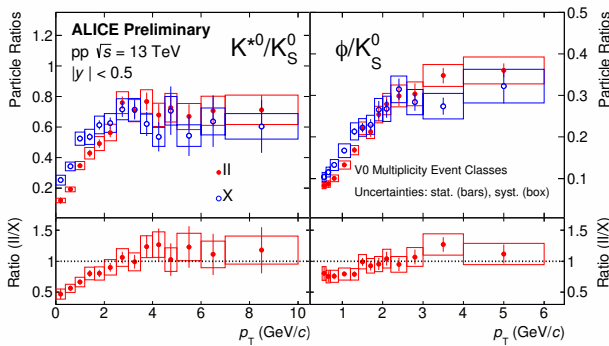 ALICE Preliminary
pp √s = 13 TeV
|y| < 0.5
K*0/K0S
ϕ/K0S
Particle Ratios
1.2
1
0.8
0.6
0.4
0.2
II
X
Particle Ratios
0.5
0.4
0.3
0.2
0.1
V0 Multiplicity Event Classes
Uncertainties: stat. (bars), syst. (box)
Ratio (II/X)
1.5
1
0.5
0 2 4 6 8 10
pT (GeV/c)
Ratio (II/X)
1.5
1
0.5
1 2 3 4 5 6
pT (GeV/c)